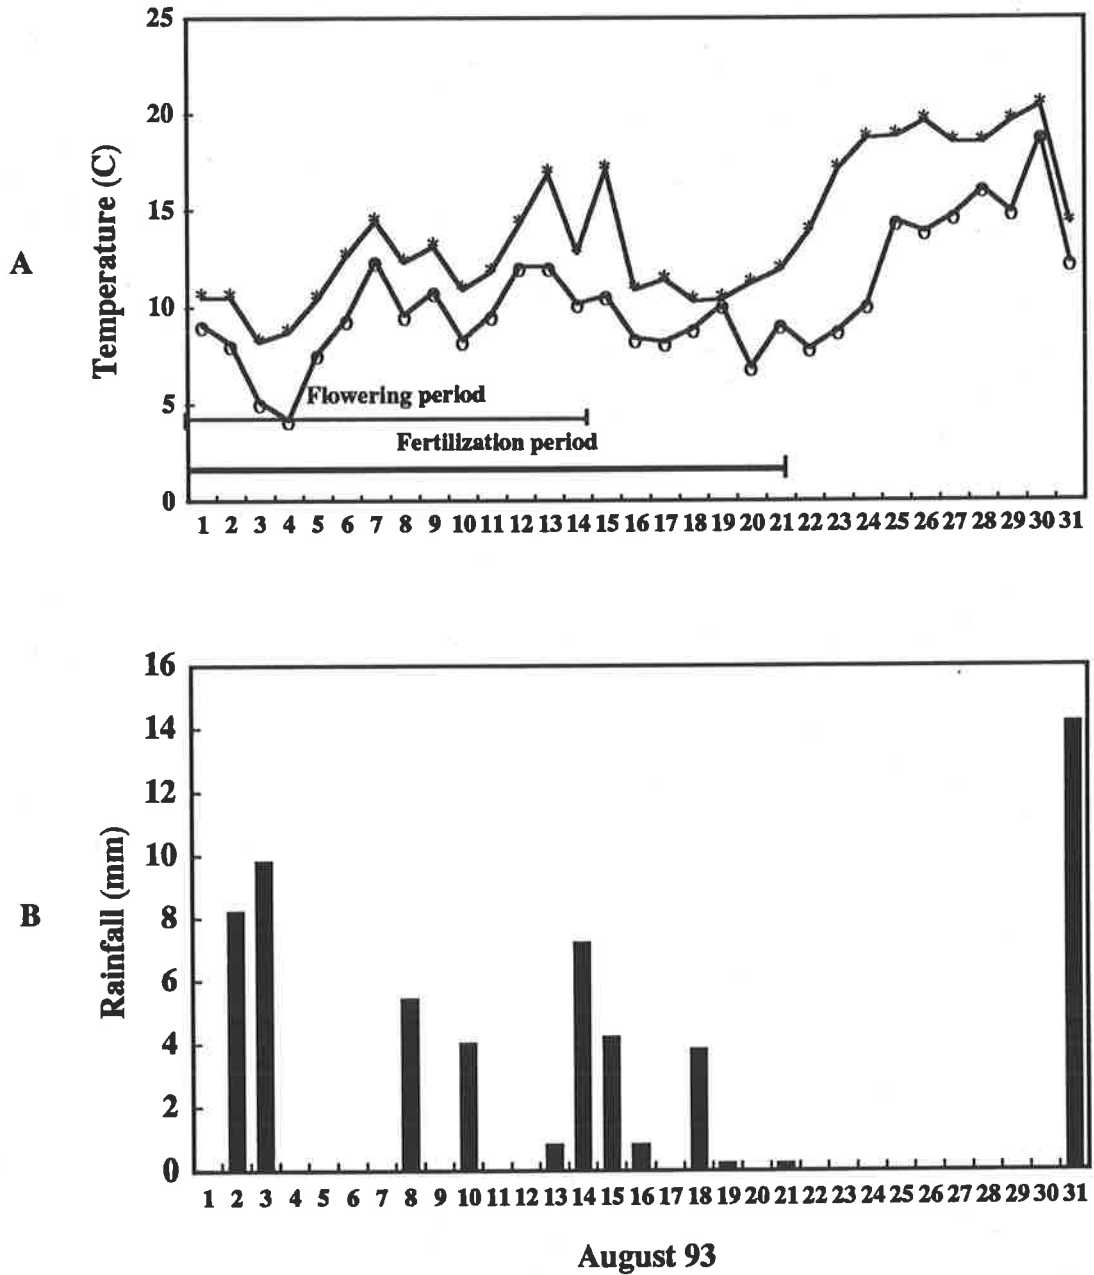 A
Temperature (C)
25
20
15
10
5
0
Flowering period
Fertilization period
1 2 3 4 5 6 7 8 9 10 11 12 13 14 15 16 17 18 19 20 21 22 23 24 25 26 27 28 29 30 31
B
Rainfall (mm)
16
14
12
10
8
6
4
2
0
1 2 3 4 5 6 7 8 9 10 11 12 13 14 15 16 17 18 19 20 21 22 23 24 25 26 27 28 29 30 31
August 93